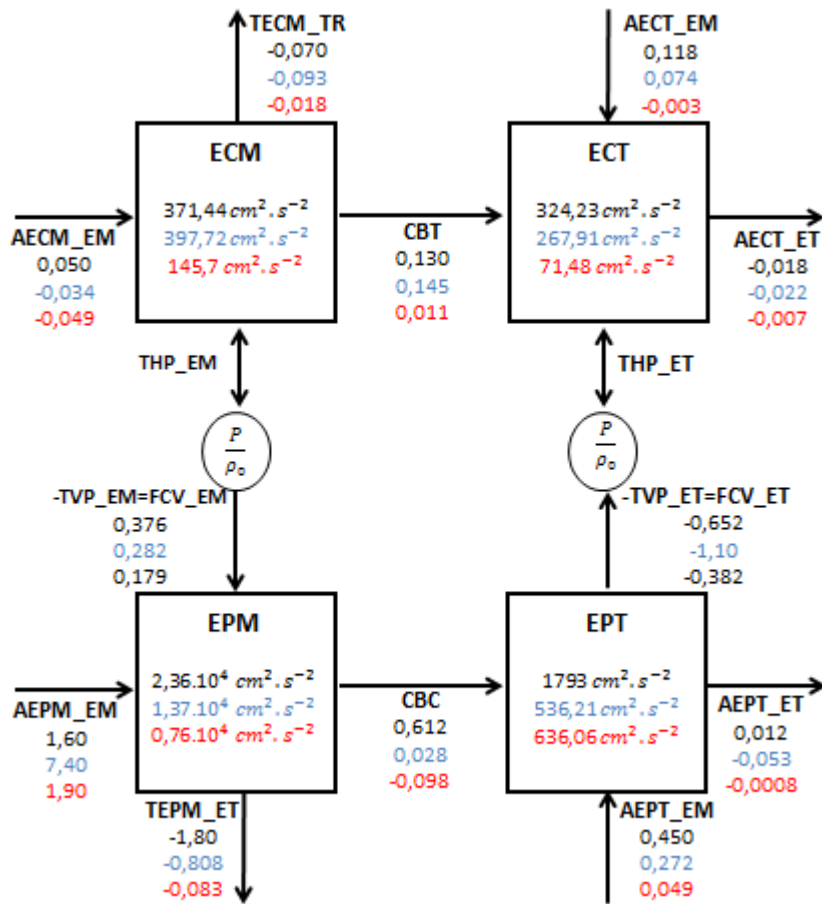 TECM_TR
-0,070
-0,093
-0,018
AECT_EM
0,118
0,074
-0,003
ECM
371,44 cm². s⁻²
397,72 cm². s⁻²
145,7 cm². s⁻²
ECT
324,23 cm². s⁻²
267,91 cm². s⁻²
71,48 cm². s⁻²
AECM_EM
0,050
-0,034
-0,049
CBT
0,130
0,145
0,011
AECT_ET
-0,018
-0,022
-0,007
THP_EM
THP_ET
P
ρ₀
P
ρ₀
-TVP_EM=FCV_EM
0,376
0,282
0,179
-TVP_ET=FCV_ET
-0,652
-1,10
-0,382
EPM
2,36.10⁴ cm². s⁻²
1,37.10⁴ cm². s⁻²
0,76.10⁴ cm². s⁻²
EPT
1793 cm². s⁻²
536,21 cm². s⁻²
636,06 cm². s⁻²
AEPM_EM
1,60
7,40
1,90
CBC
0,612
0,028
-0,098
AEPT_ET
0,012
-0,053
-0,0008
TEPM_ET
-1,80
-0,808
-0,083
AEPT_EM
0,450
0,272
0,049